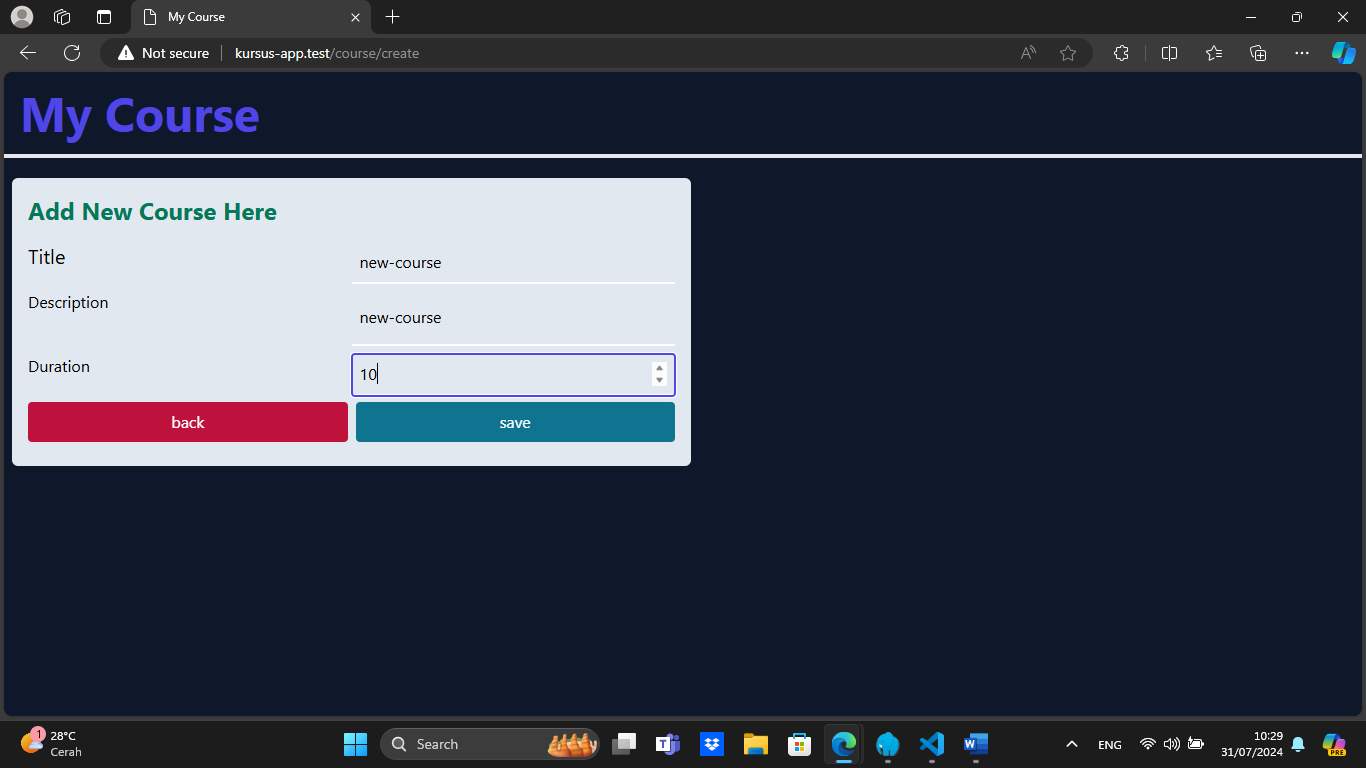 My Course
Not secure
kursus-app.test/course/create
My Course
Add New Course Here
Title
new-course
Description
new-course
Duration
10
back
save
1
28°C
Cerah
Search
T
ENG
10:29
31/07/2024
W
PRE